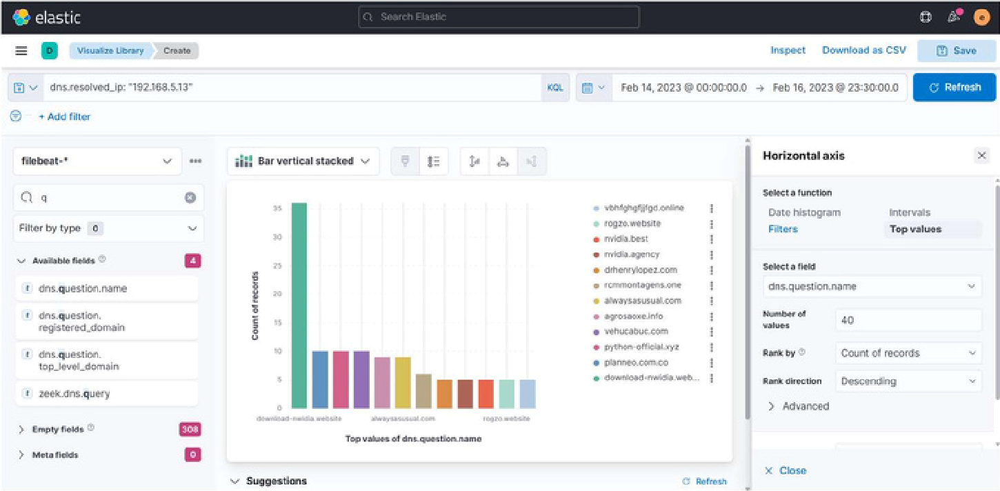 elastic
Search Elastic
e
D
Visualize Library
Create
Inspect
Download as CSV
Save
dns.resolved_ip: "192.168.5.13"
KQL
Feb 14, 2023 @ 00:00:00.0 → Feb 16, 2023 @ 23:30:00.0
Refresh
+ Add filter
filebeat-*
q
Filter by type 0
Available fields 4
t dns.question.name
t dns.question.
registered_domain
t dns.question.
top_level_domain
t zeek.dns.query
Empty fields 308
Meta fields 0
Bar vertical stacked
Count of records
35
30
25
20
15
10
5
0
download-nwidia.website
alwaysasusual.com
rogzo.website
Top values of dns.question.name
vbhfghgfjjfgd.online
rogzo.website
nvidia.best
nvidia.agency
drhenrylopez.com
rcmmontagens.one
alwaysasusual.com
agrosaoxe.info
vehucabuc.com
python-official.xyz
planneo.com.co
download-nwidia.web...
Suggestions
Refresh
Horizontal axis
Select a function
Date histogram
Intervals
Filters
Top values
Select a field
dns.question.name
Number of
values
40
Rank by
Count of records
Rank direction
Descending
Advanced
Close